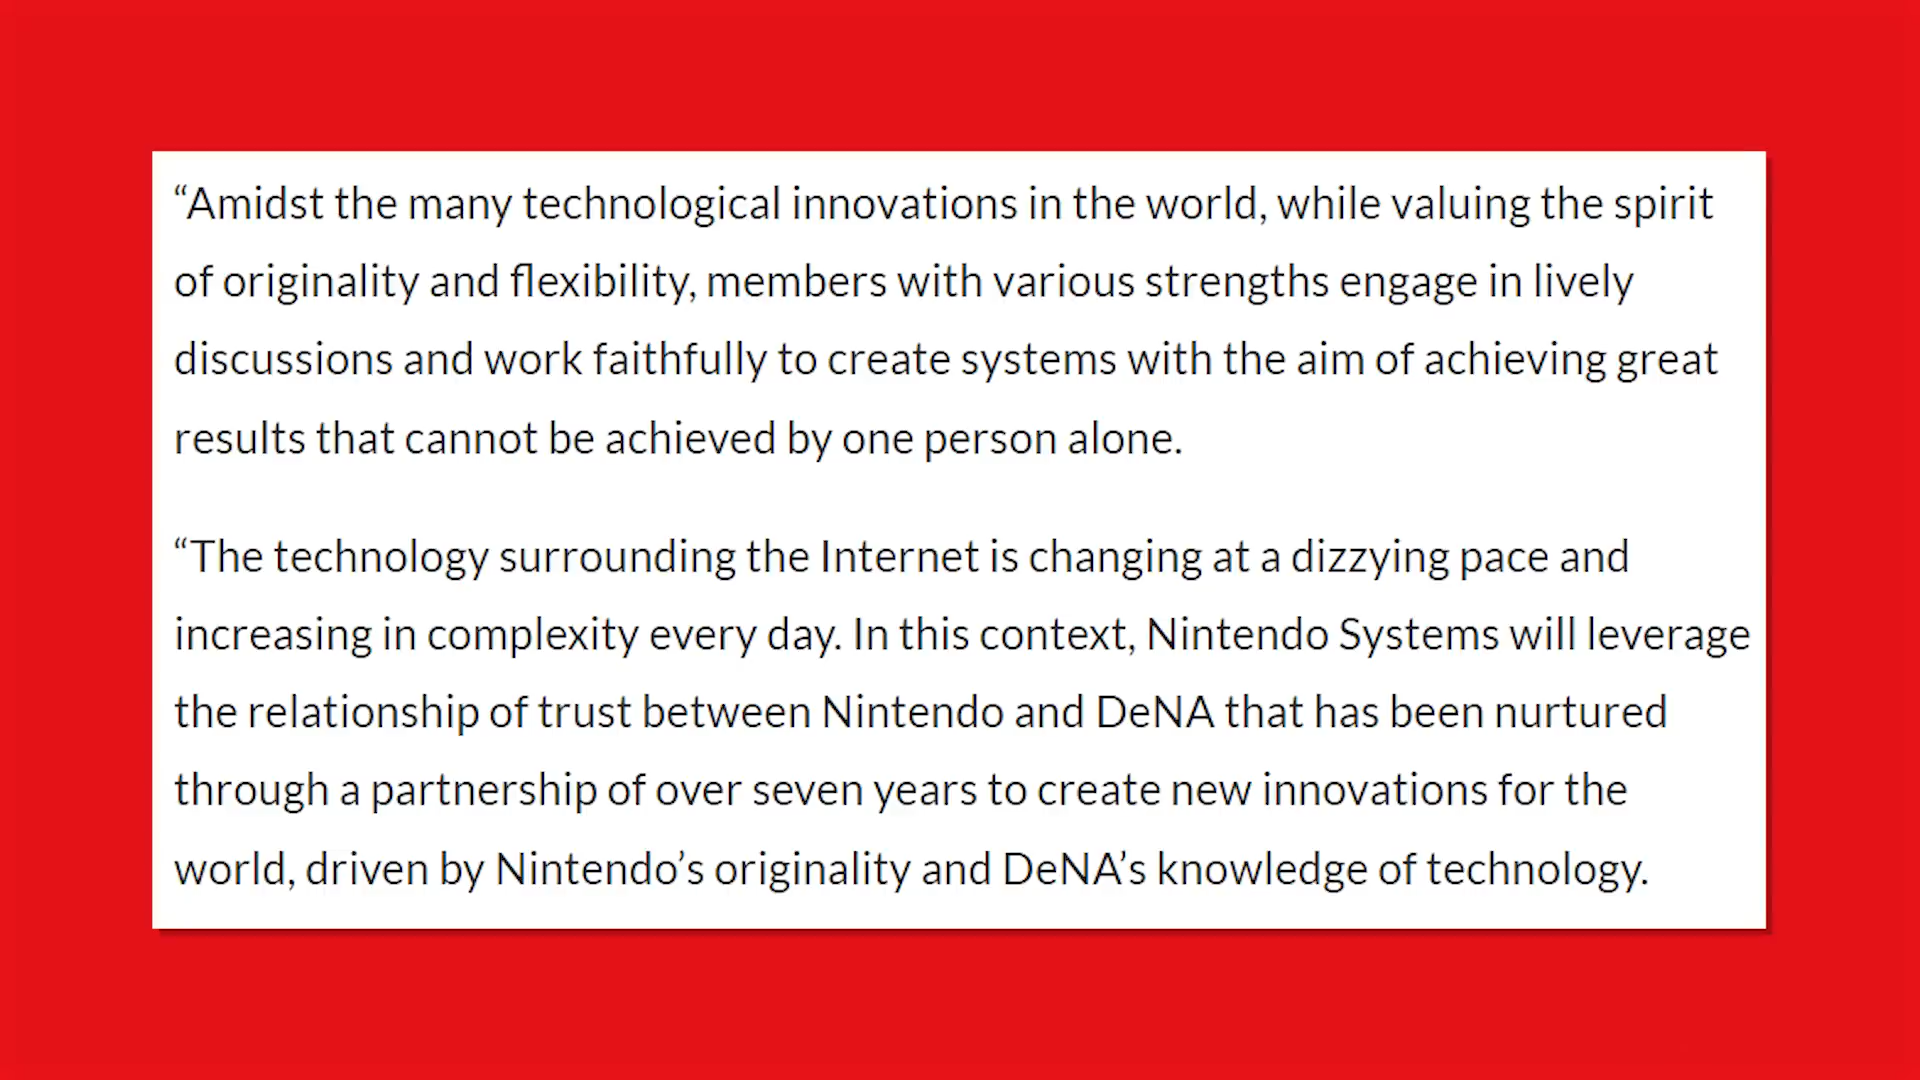 “Amidst the many technological innovations in the world, while valuing the spirit
of originality and flexibility, members with various strengths engage in lively
discussions and work faithfully to create systems with the aim of achieving great
results that cannot be achieved by one person alone.
“The technology surrounding the Internet is changing at a dizzying pace and
increasing in complexity every day. In this context, Nintendo Systems will leverage
the relationship of trust between Nintendo and DeNA that has been nurtured
through a partnership of over seven years to create new innovations for the
world, driven by Nintendo’s originality and DeNA’s knowledge of technology.